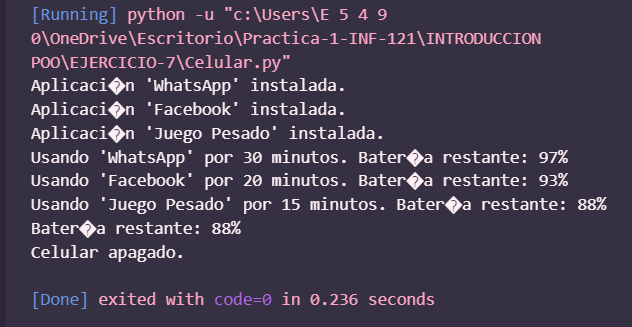 [Running] python -u "c:\Users\E 5 4 9
0\OneDrive\Escritorio\Practica-1-INF-121\INTRODUCCION
POO\EJERCICIO-7\Celular.py"
Aplicaci�n 'WhatsApp' instalada.
Aplicaci�n 'Facebook' instalada.
Aplicaci�n 'Juego Pesado' instalada.
Usando 'WhatsApp' por 30 minutos. Bater�a restante: 97%
Usando 'Facebook' por 20 minutos. Bater�a restante: 93%
Usando 'Juego Pesado' por 15 minutos. Bater�a restante: 88%
Bater�a restante: 88%
Celular apagado.
[Done] exited with code=0 in 0.236 seconds